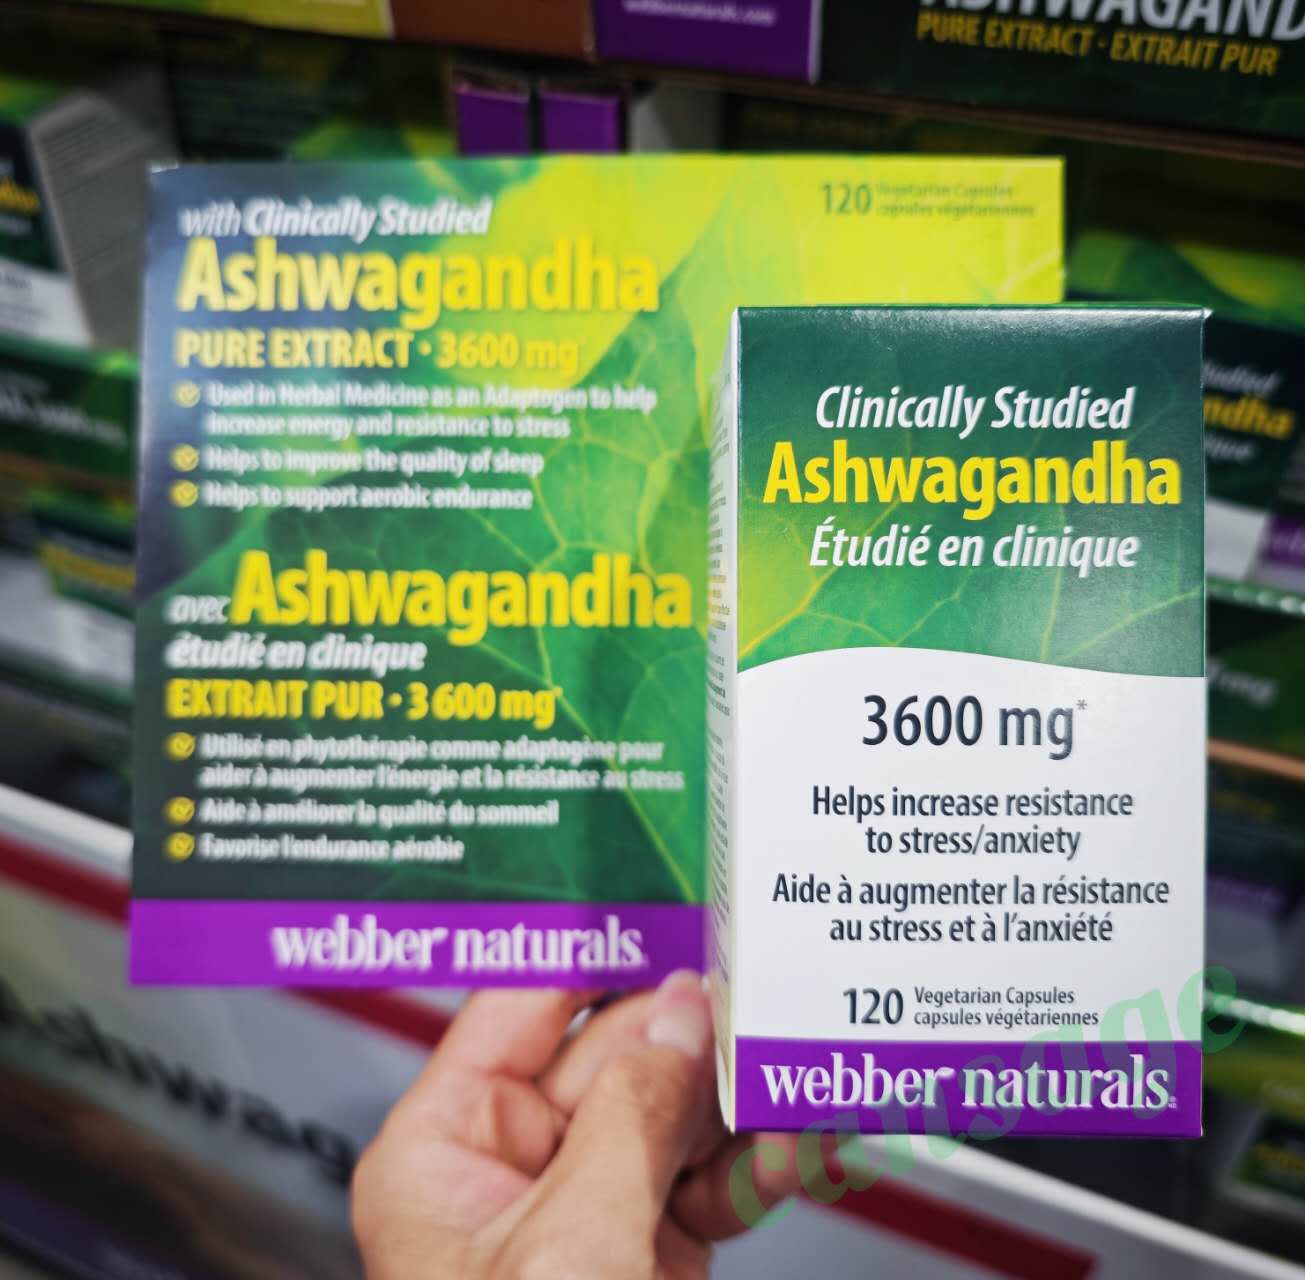 webbernaturals.com
ASHWAGAND
PURE EXTRACT · EXTRAIT PUR
120 Vegetarian Capsules
capsules végétariennes
with Clinically Studied
Ashwagandha
PURE EXTRACT · 3600 mg*
Used in Herbal Medicine as an Adaptogen to help
increase energy and resistance to stress
Helps to improve the quality of sleep
Helps to support aerobic endurance
avec Ashwagandha
étudié en clinique
EXTRAIT PUR · 3 600 mg*
Utilisé en phytothérapie comme adaptogène pour
aider à augmenter l'énergie et la résistance au stress
Aide à améliorer la qualité du sommeil
Favorise l'endurance aérobie
webber naturals
Clinically Studied
Ashwagandha
Étudié en clinique
3600 mg*
Helps increase resistance
to stress/anxiety
Aide à augmenter la résistance
au stress et à l'anxiété
120 Vegetarian Capsules
capsules végétariennes
webber naturals
cansage
Ashwag